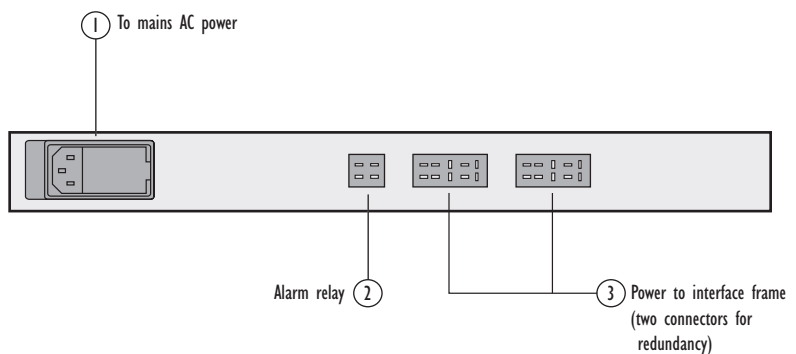 1 To mains AC power
Alarm relay 2
3 Power to interface frame
(two connectors for
redundancy)